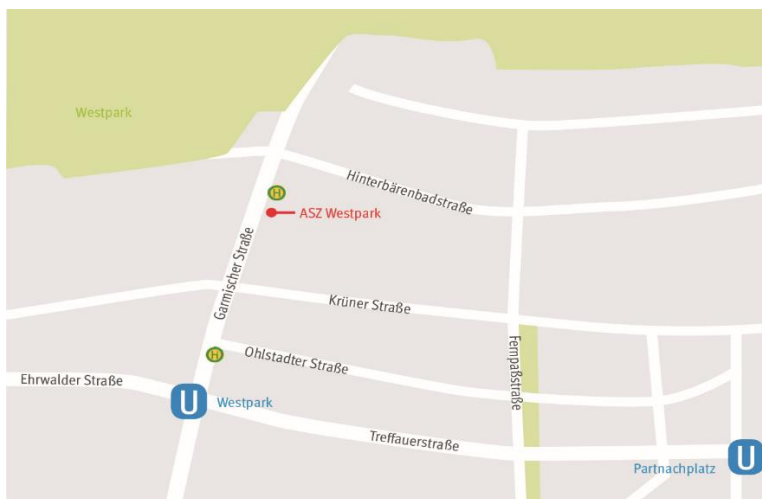 Westpark
Hinterbärenbadstraße
H
ASZ Westpark
Garmischer Straße
Krüner Straße
H
Ohlstadter Straße
Fernpaßstraße
Ehrwalder Straße
U
Westpark
Treffauerstraße
U
Partnachplatz